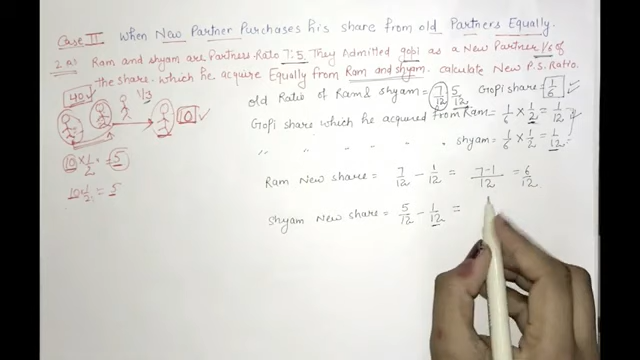 Case II When New Partner Purchases his share from old Partners Equally.
2. Q Ram and shyam are Partners. Rato 7:5. They Admitted gopi as a New Partner 1/6 of
the share. which he acquire Equally from Ram and shyam. calculate New P.S. Ratio.
40
1/3
10
10 × 1/2 = 5
10 × 1/2 = 5
old Ratio of Ram & shyam = 7/12 5/12 Gopi share = 1/6
Gopi share which he acquired from Ram = 1/6 × 1/2 = 1/12
" " " " " " shyam = 1/6 × 1/2 = 1/12
Ram New share = 7/12 - 1/12 = 7-1/12 = 6/12
shyam New share = 5/12 - 1/12 =